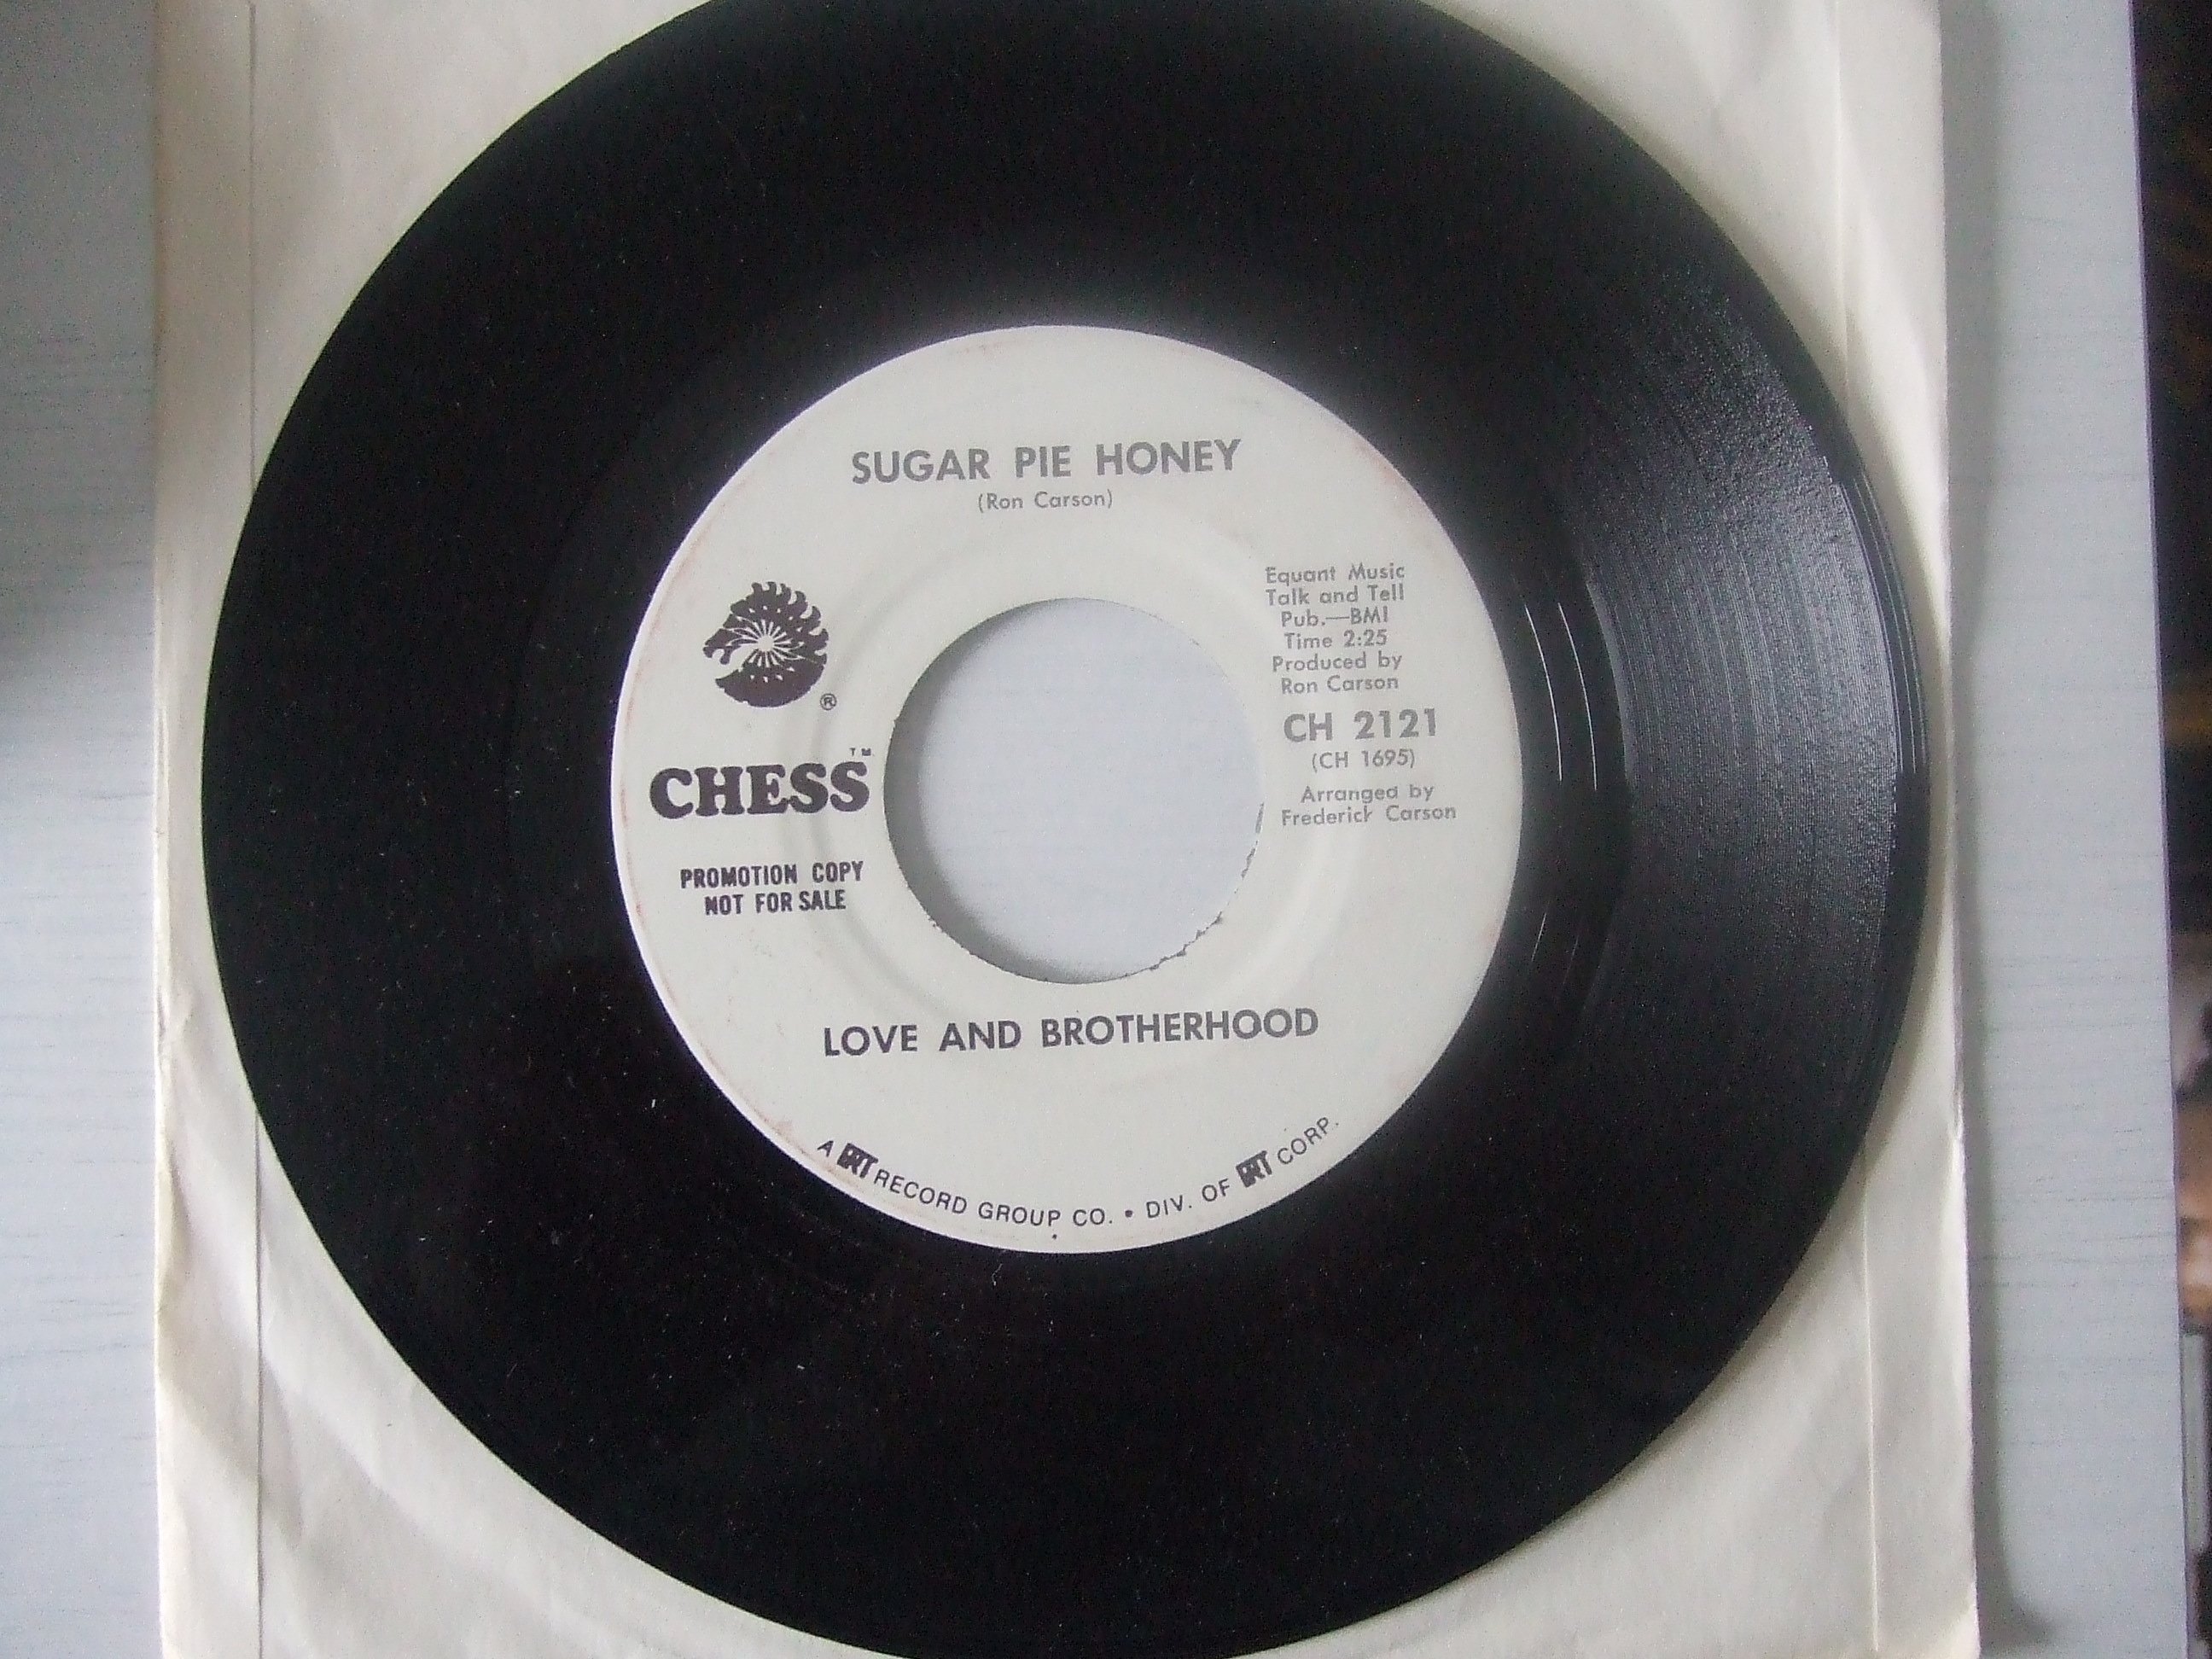 SUGAR PIE HONEY
(Ron Carson)
Equant Music
Talk and Tell
Pub.—BMI
Time 2:25
Produced by
Ron Carson
CH 2121
(CH 1695)
Arranged by
Frederick Carson
®
CHESS™
PROMOTION COPY
NOT FOR SALE
LOVE AND BROTHERHOOD
A GRT RECORD GROUP CO. • DIV. OF GRT CORP.